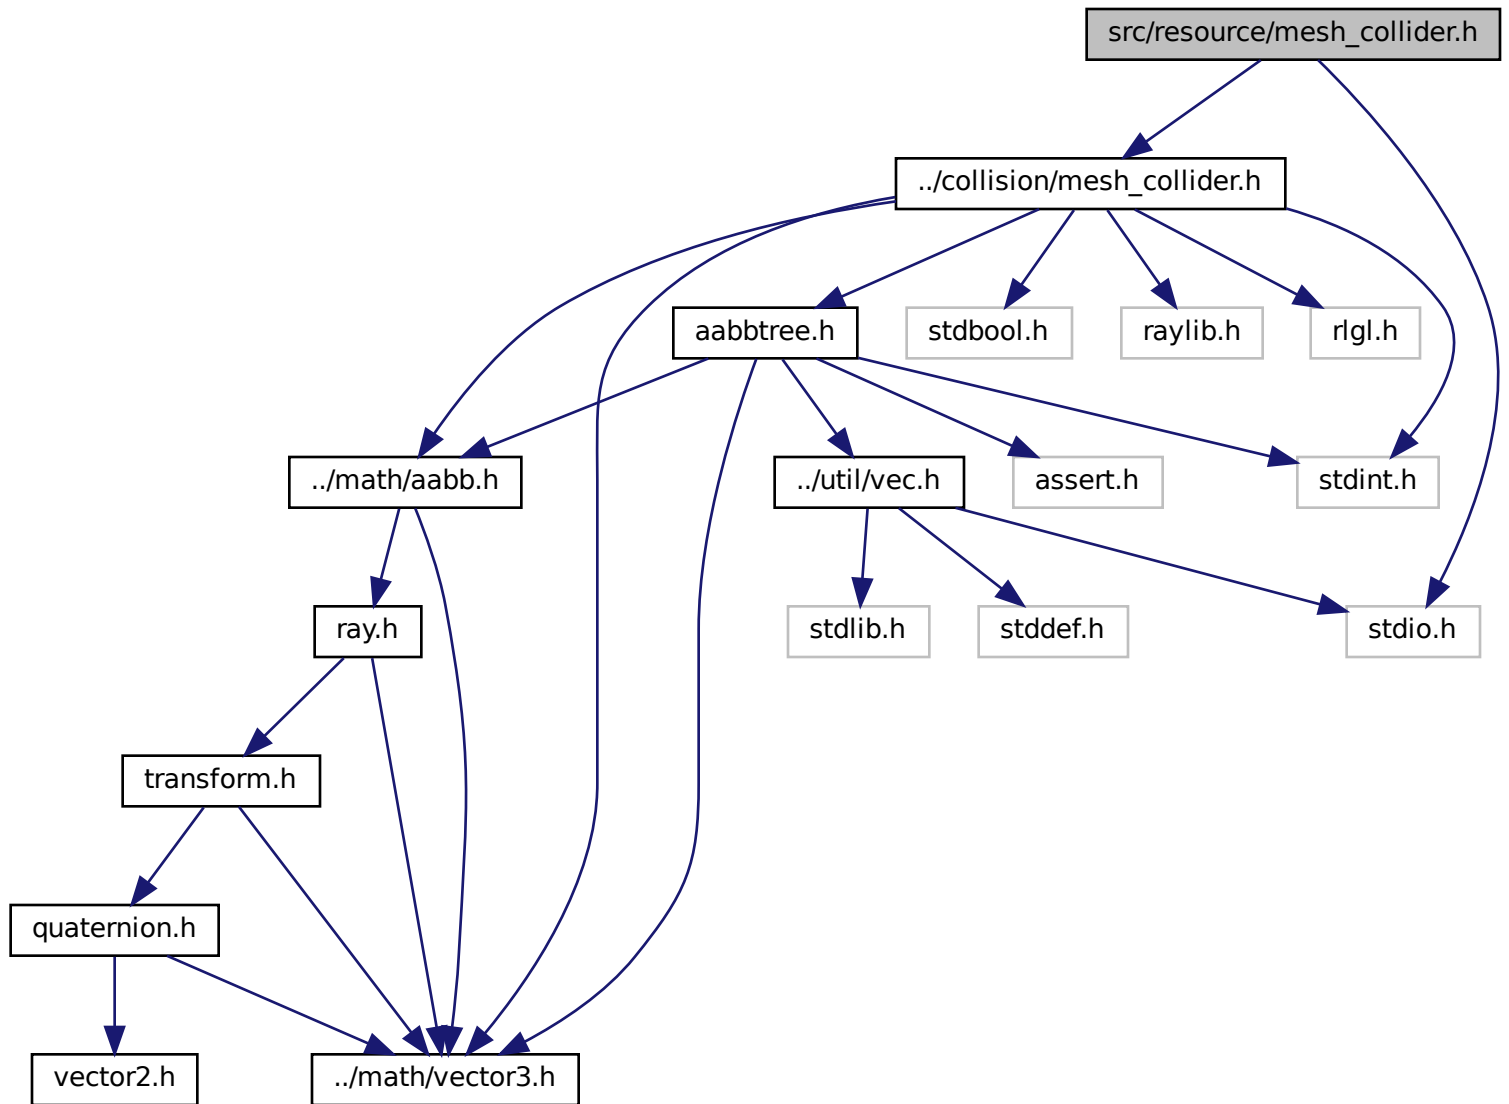 src/resource/mesh_collider.h
../collision/mesh_collider.h
aabbtree.h
stdbool.h
raylib.h
rlgl.h
../math/aabb.h
../util/vec.h
assert.h
stdint.h
ray.h
stdlib.h
stddef.h
stdio.h
transform.h
quaternion.h
vector2.h
../math/vector3.h